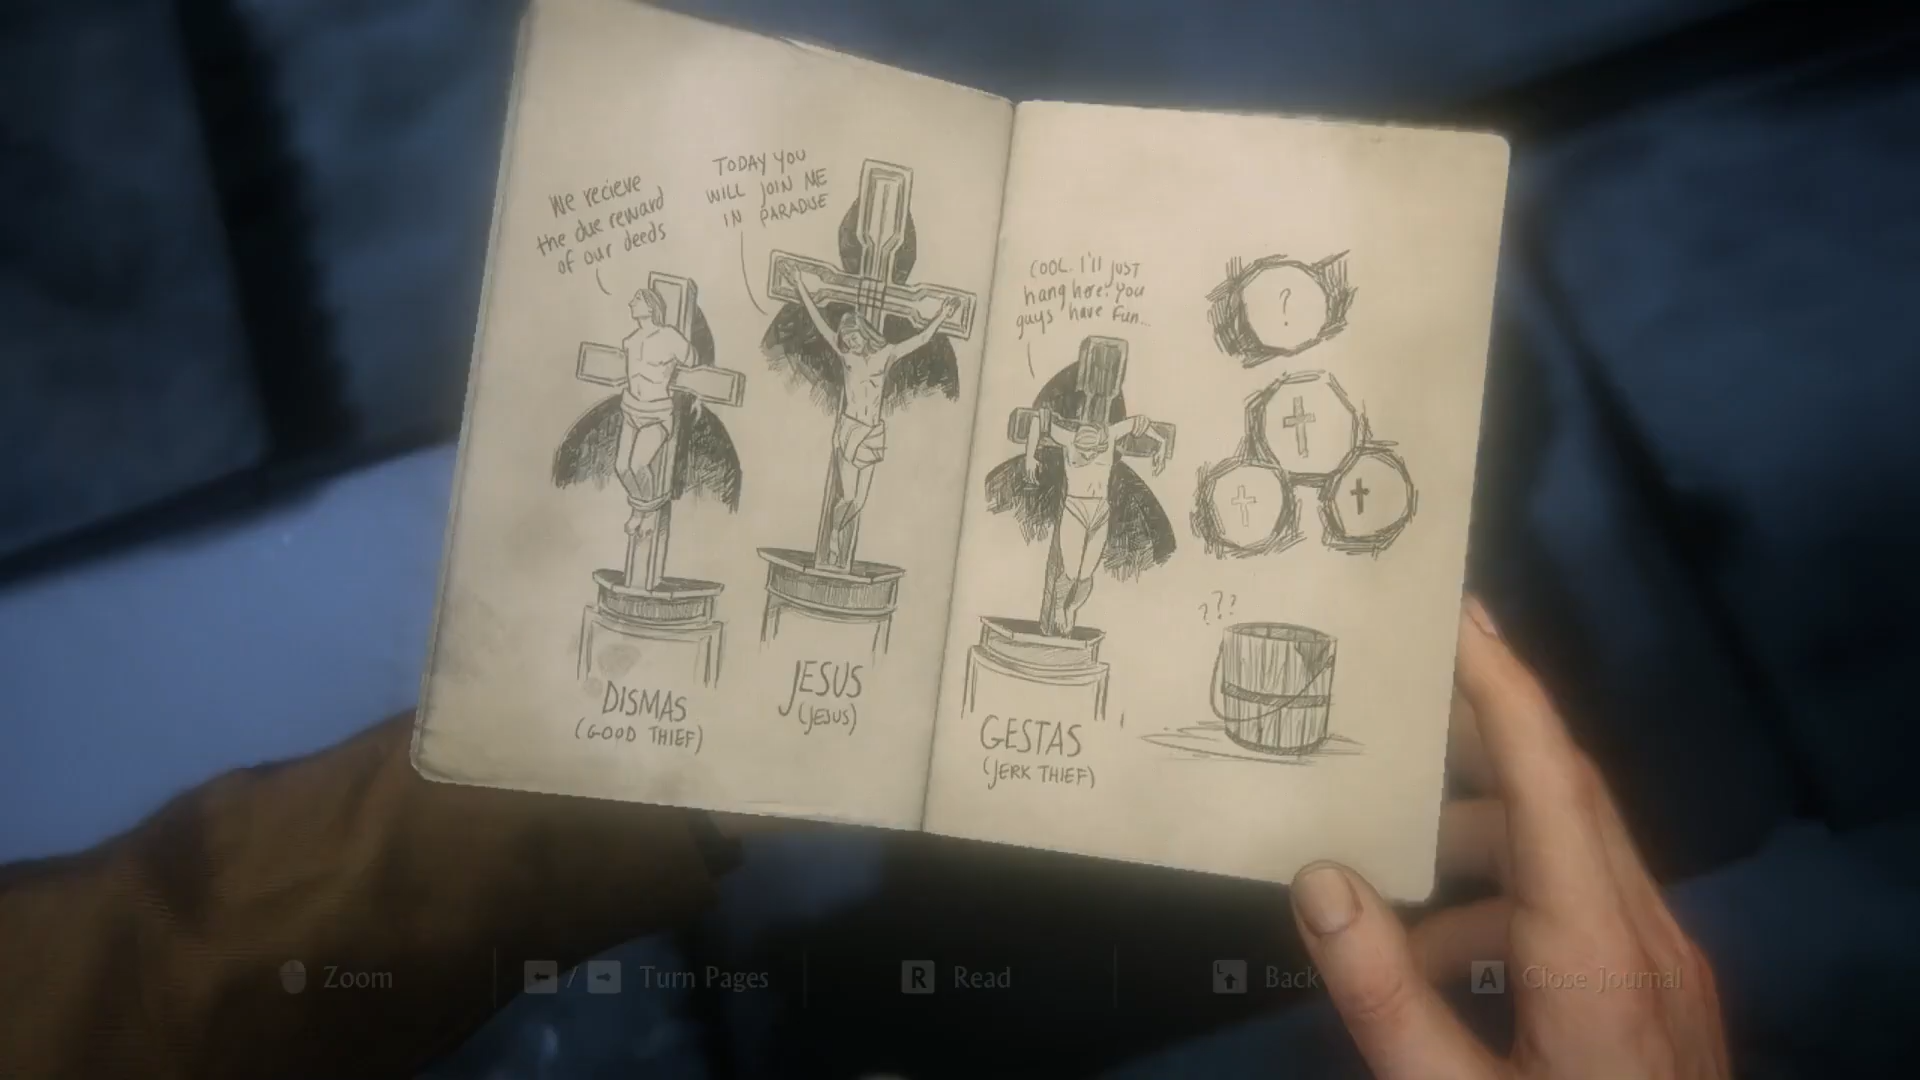 We recieve
the due reward
of our deeds
TODAY YOU
WILL JOIN ME
IN PARADISE
DISMAS
(GOOD THIEF)
JESUS
(JESUS)
COOL. I'll JUST
hang here. You
guys have fun...
GESTAS
(JERK THIEF)
?
???
Zoom
← / → Turn Pages
R Read
L Back
A Close Journal